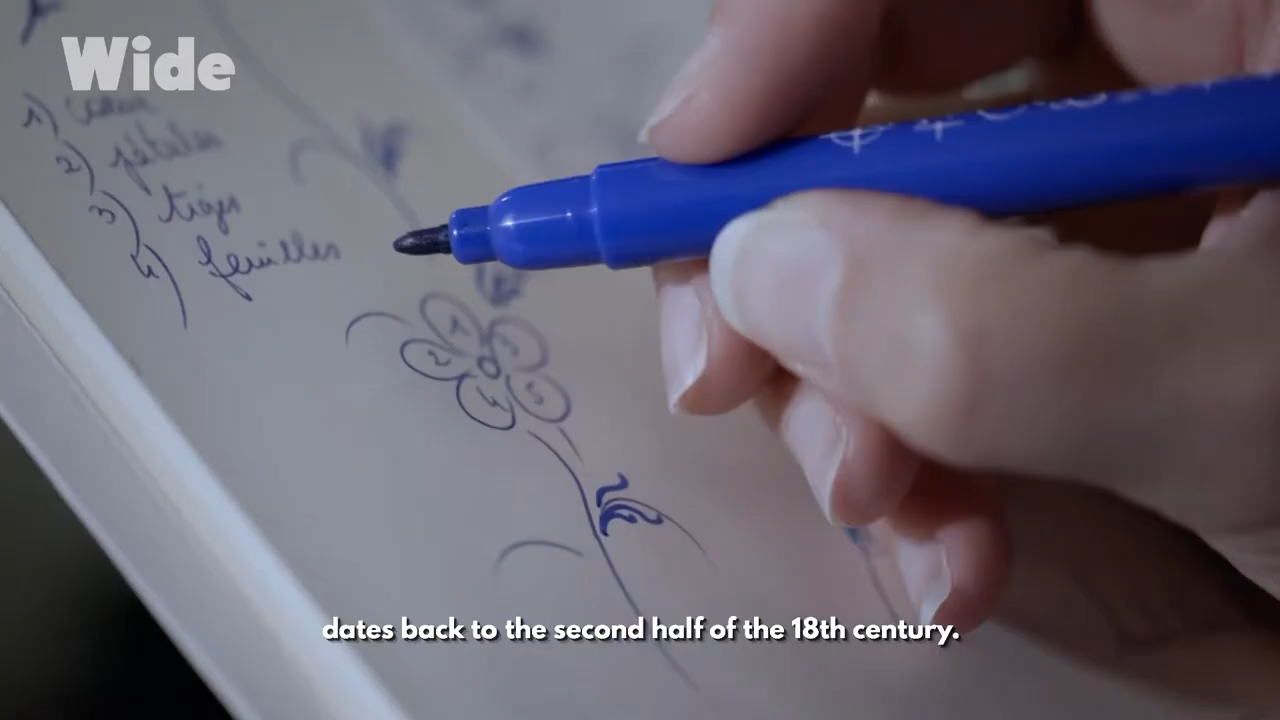 Wide
1) cœur
2) pétales
3) tiges
4) feuilles
1
2
3
4
5
dates back to the second half of the 18th century.